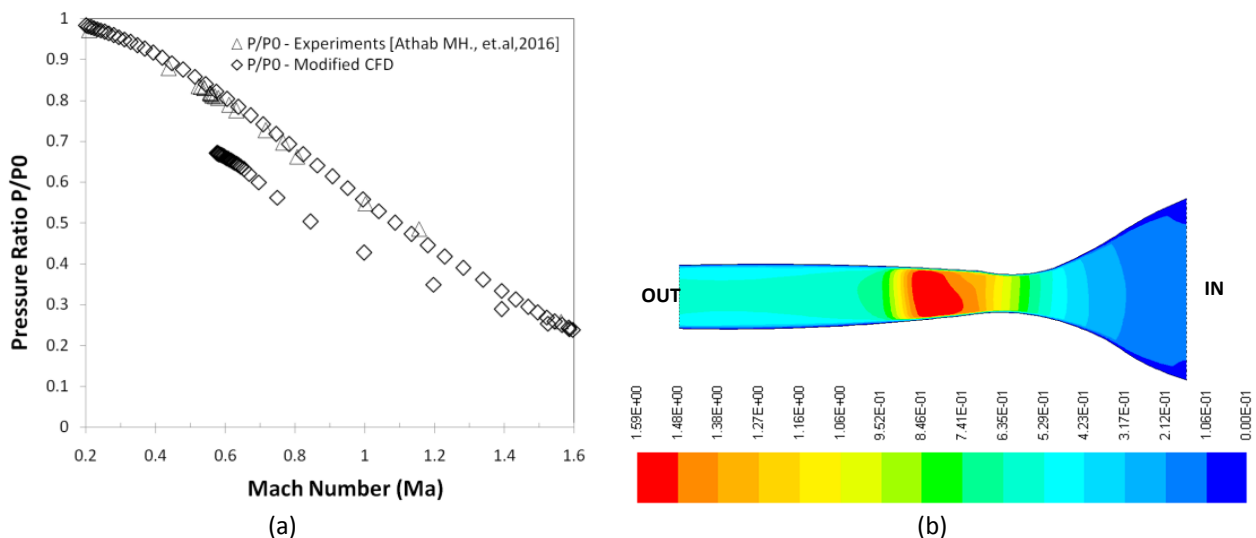 1
0.9
0.8
0.7
0.6
0.5
0.4
0.3
0.2
0.1
0
Pressure Ratio P/P0
P/P0 - Experiments [Athab MH., et.al,2016]
P/P0 - Modified CFD
0.2 0.4 0.6 0.8 1 1.2 1.4 1.6
Mach Number (Ma)
(a)
OUT
IN
1.59E+00
1.48E+00
1.38E+00
1.27E+00
1.16E+00
1.06E+00
9.52E-01
8.46E-01
7.41E-01
6.35E-01
5.29E-01
4.23E-01
3.17E-01
2.12E-01
1.06E-01
0.00E-01
(b)